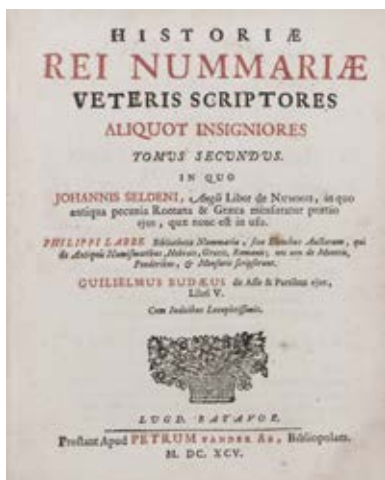 HISTORIÆ
REI NUMMARIÆ
VETERIS SCRIPTORES
ALIQUOT INSIGNIORES
TOMUS SECUNDUS.
IN QUO
JOHANNIS SELDENI, Angli Liber de NUMMIS, in quo
antiqua pecunia Romana & Græca mensuratur pretio
ejus, quæ nunc est in usu.
PHILIPPI LABBE Bibliotheca Nummaria, sive Elenchus Auctorum, qui
de Antiquis Numismatibus, Hebræis, Græcis, Romanis; nec non de Monetis,
Ponderibus, & Mensuris scripserunt.
GUILIELMUS BUDÆUS de Asse & Partibus ejus,
Libri V.
Cum Indicibus Locupletissimis.
LUGD. BATAVOR.
Prostant Apud PETRUM VANDER AA, Bibliopolam.
M. DC. XCV.